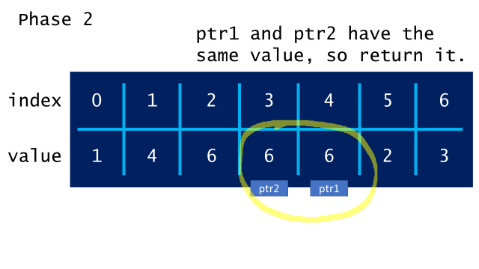 Phase 2
ptr1 and ptr2 have the
same value, so return it.
index 0 1 2 3 4 5 6
value 1 4 6 6 6 2 3
ptr2 ptr1